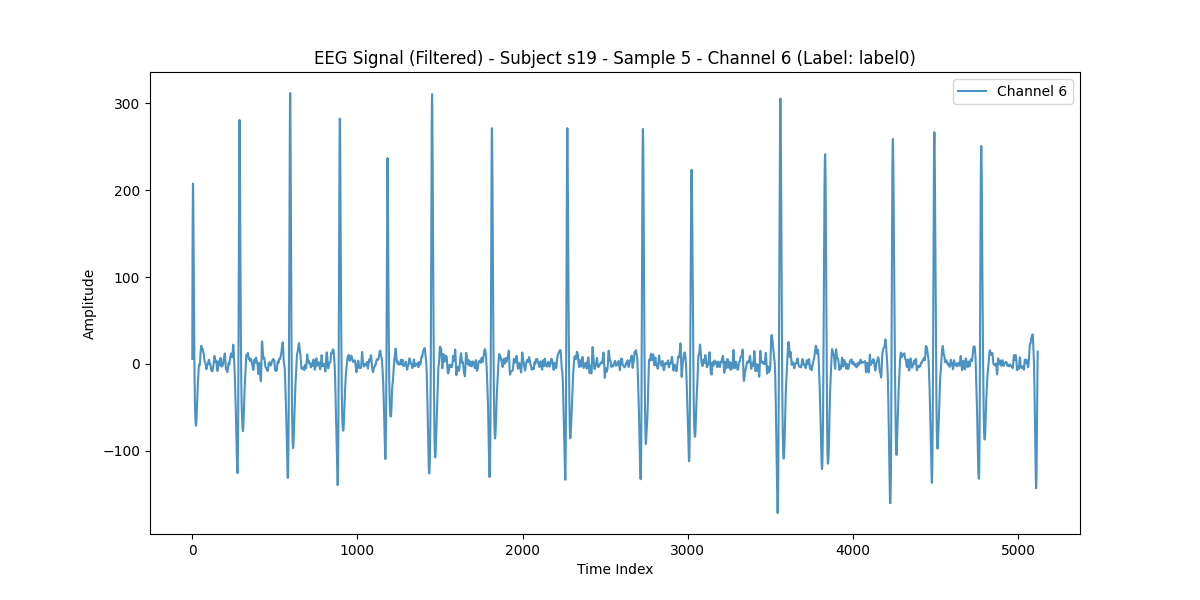 EEG Signal (Filtered) - Subject s19 - Sample 5 - Channel 6 (Label: label0)
Channel 6
300
200
100
0
−100
Amplitude
0 1000 2000 3000 4000 5000
Time Index